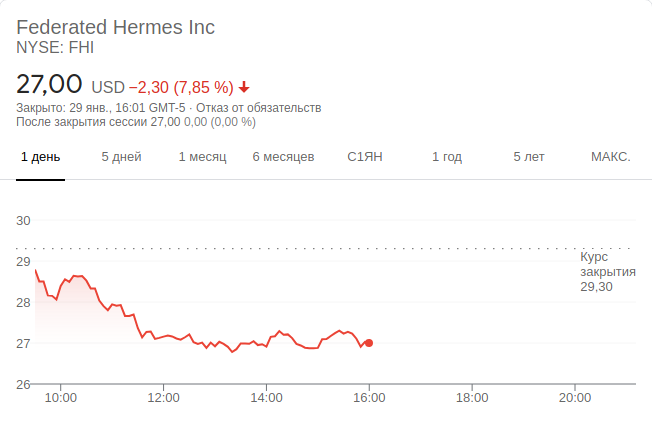 Federated Hermes Inc
NYSE: FHI
27,00 USD −2,30 (7,85 %)
Закрыто: 29 янв., 16:01 GMT-5 · Отказ от обязательств
После закрытия сессии 27,00 0,00 (0,00 %)
1 день 5 дней 1 месяц 6 месяцев С1ЯН 1 год 5 лет МАКС.
30
29
28
27
26
Курс
закрытия
29,30
10:00 12:00 14:00 16:00 18:00 20:00